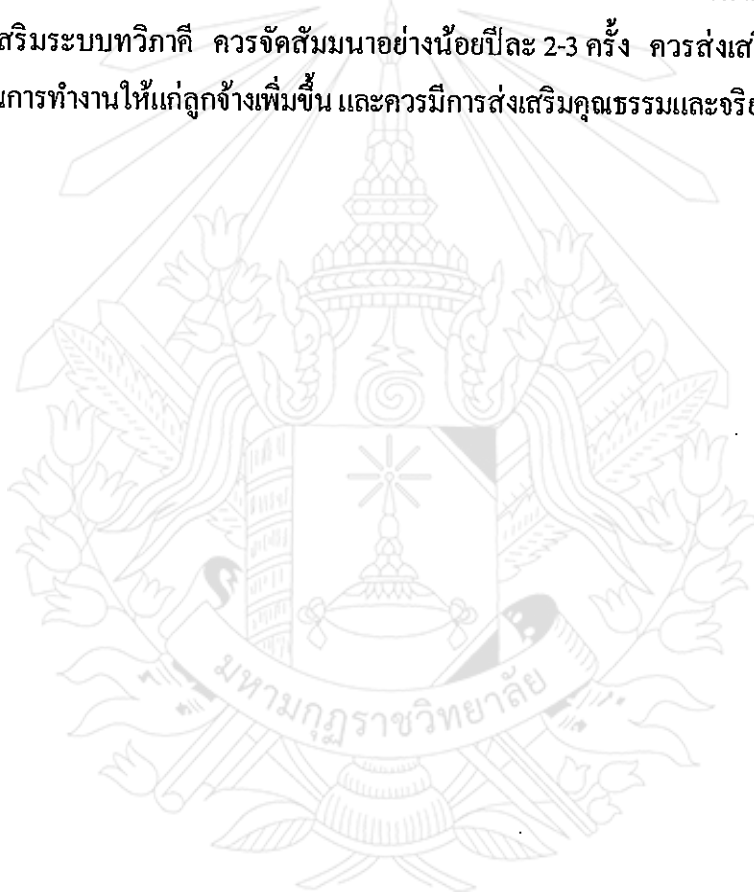 สริมระบบทวิภาคี ควรจัดสัมมนาอย่างน้อยปีละ 2-3 ครั้ง ควรส่งเส
การทำงานให้แก่ลูกจ้างเพิ่มขึ้น และควรมีการส่งเสริมคุณธรรมและจริ
มหามกุฏราชวิทยาลัย